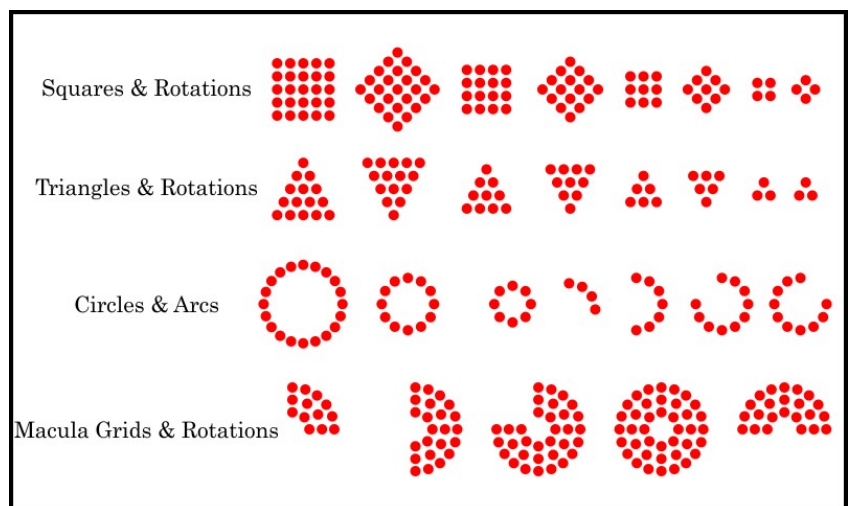 Squares & Rotations
Triangles & Rotations
Circles & Arcs
Macula Grids & Rotations